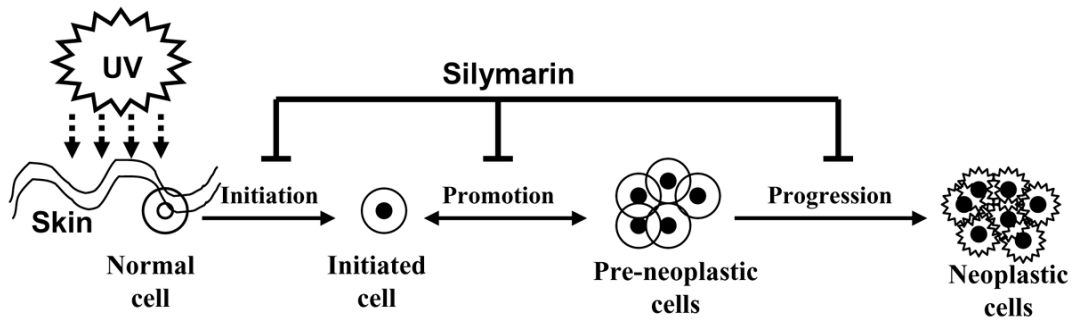 UV
Silymarin
Initiation
Promotion
Progression
Skin
Normal
cell
Initiated
cell
Pre-neoplastic
cells
Neoplastic
cells